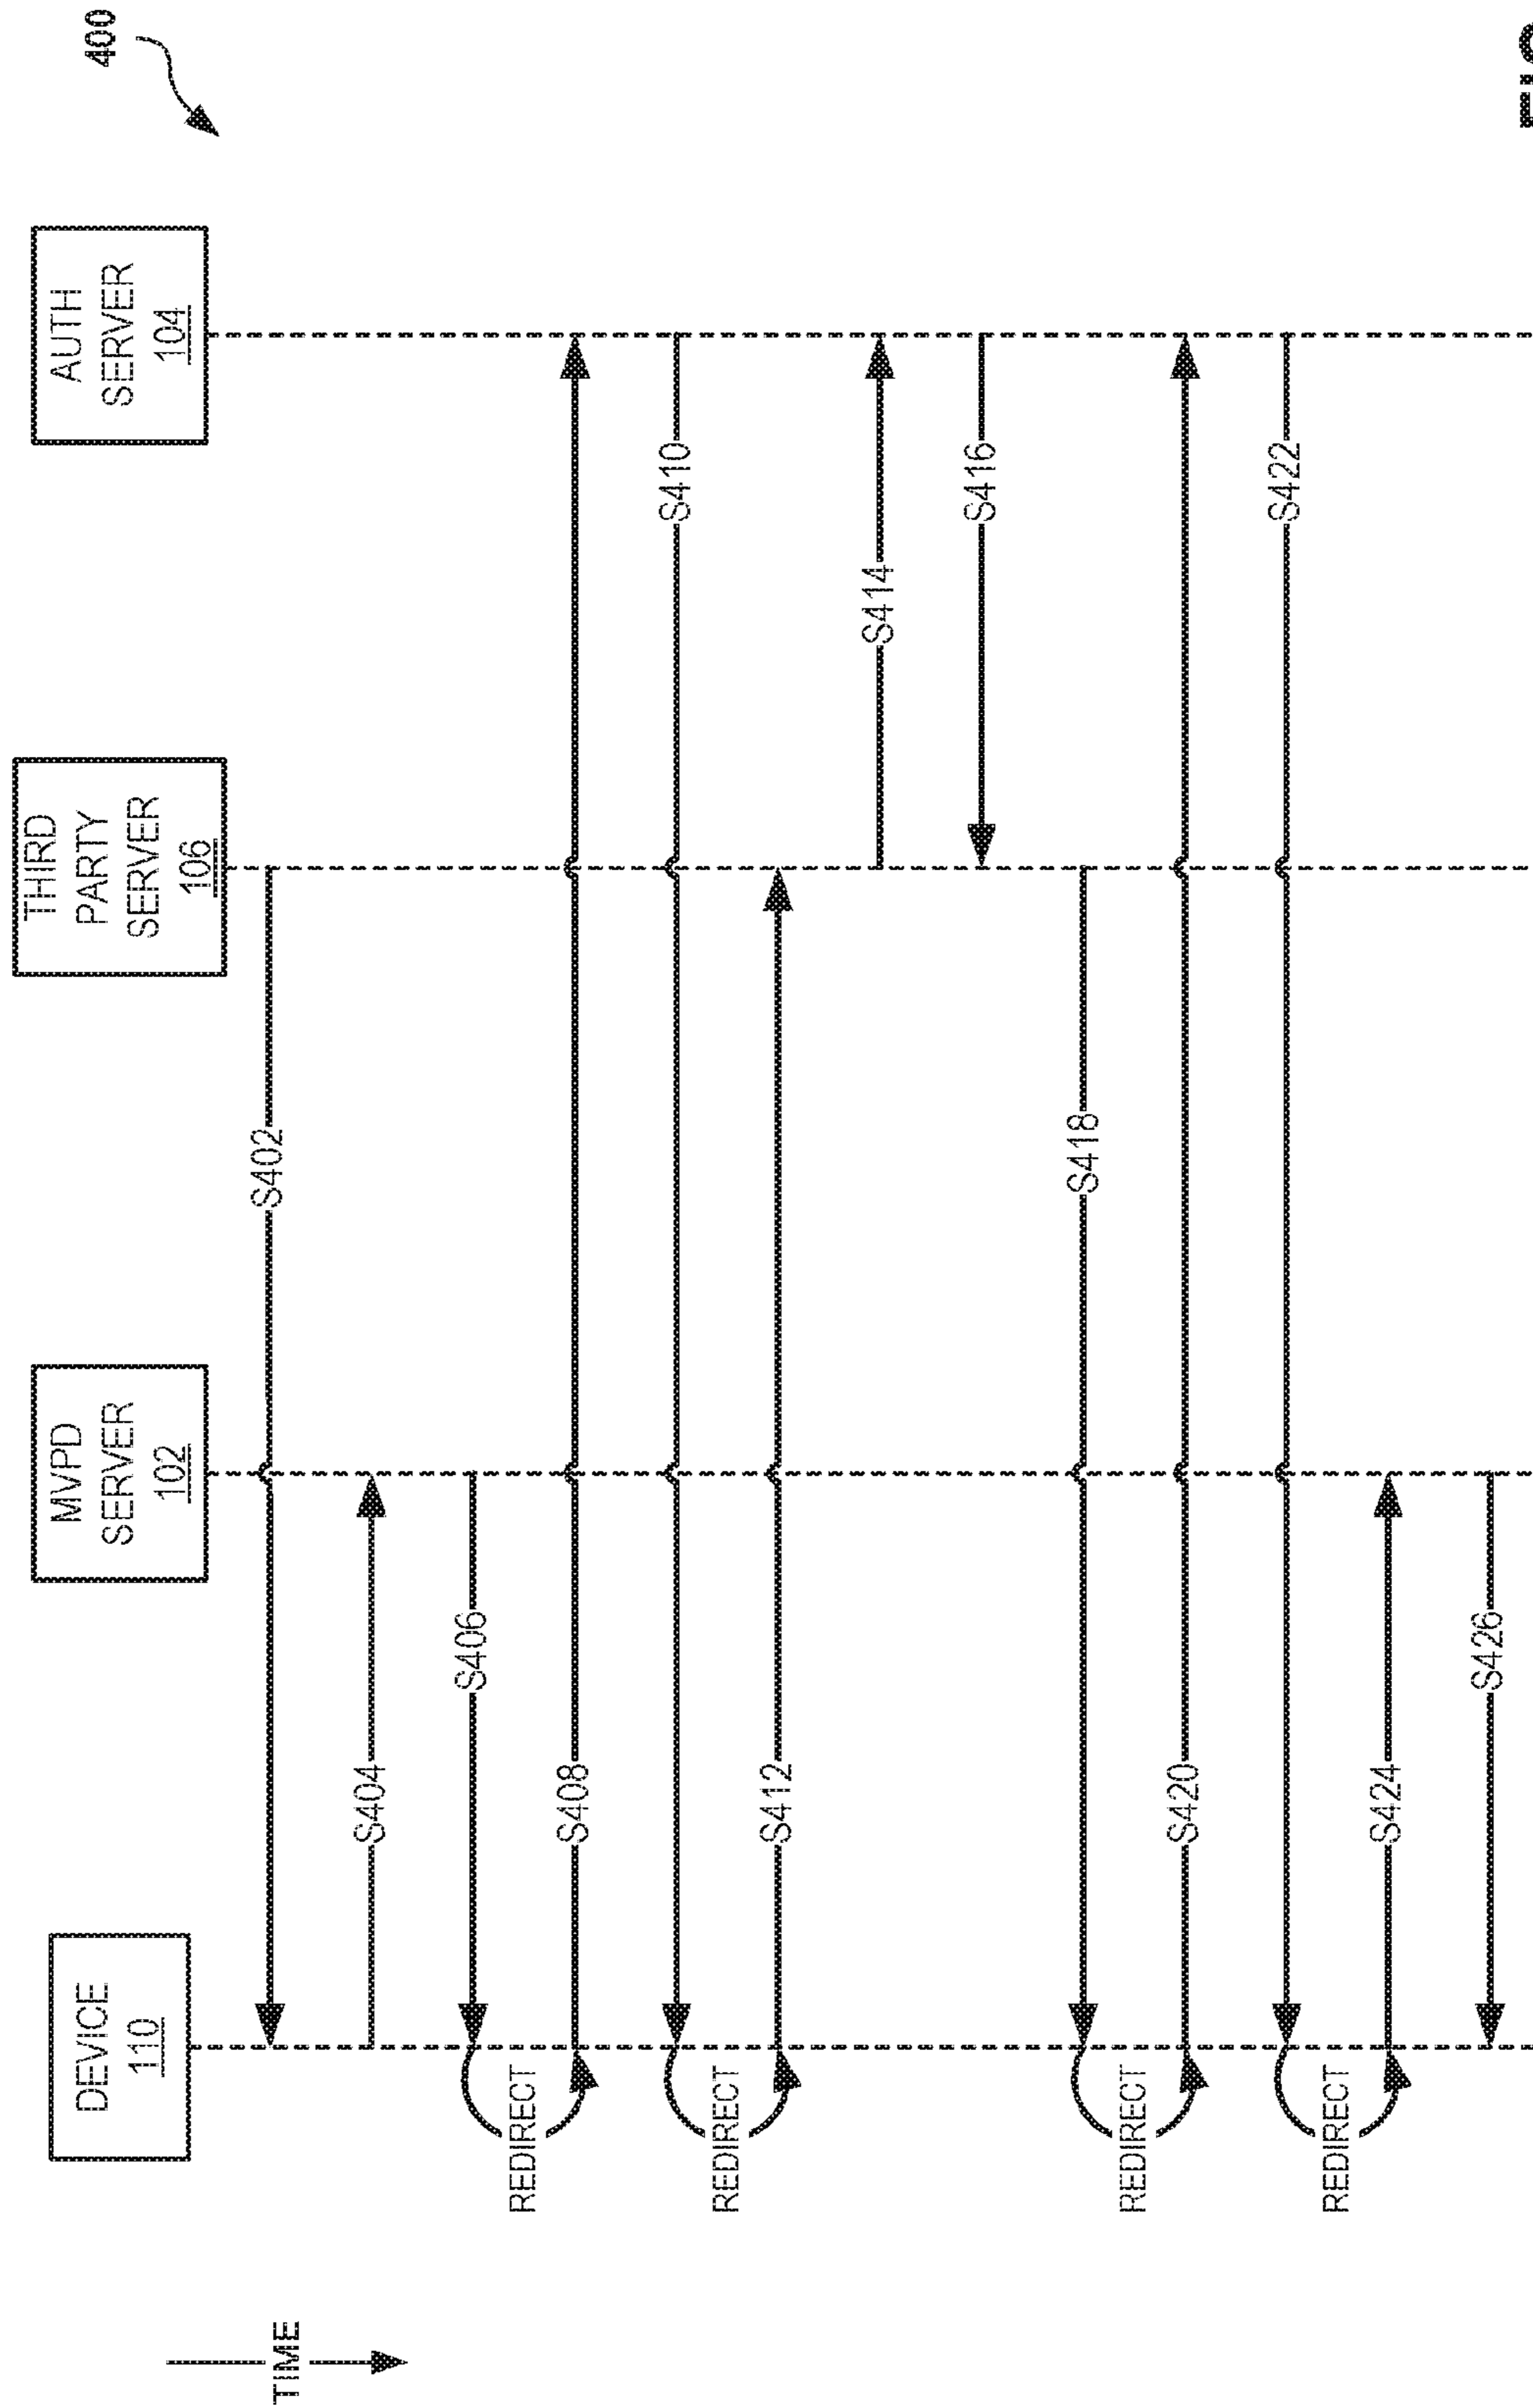 400
DEVICE
110
MVPD
SERVER
102
THIRD
PARTY
SERVER
106
AUTH
SERVER
104
TIME
S402
S404
S406
REDIRECT
S408
S410
REDIRECT
S412
S414
S416
S418
REDIRECT
S420
S422
REDIRECT
S424
S426